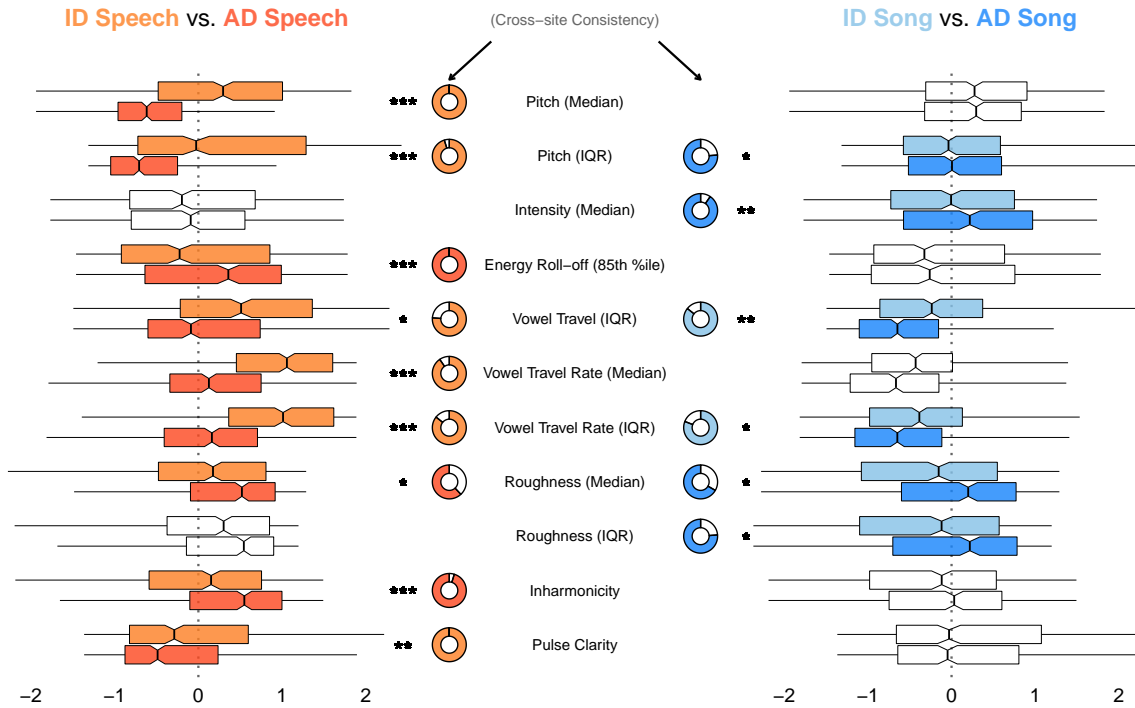 ID Speech vs. AD Speech
(Cross−site Consistency)
ID Song vs. AD Song
*** Pitch (Median)
*** Pitch (IQR) *
Intensity (Median) **
*** Energy Roll−off (85th %ile)
* Vowel Travel (IQR) **
*** Vowel Travel Rate (Median)
*** Vowel Travel Rate (IQR) *
* Roughness (Median) *
Roughness (IQR) *
*** Inharmonicity
** Pulse Clarity
−2 −1 0 1 2
−2 −1 0 1 2